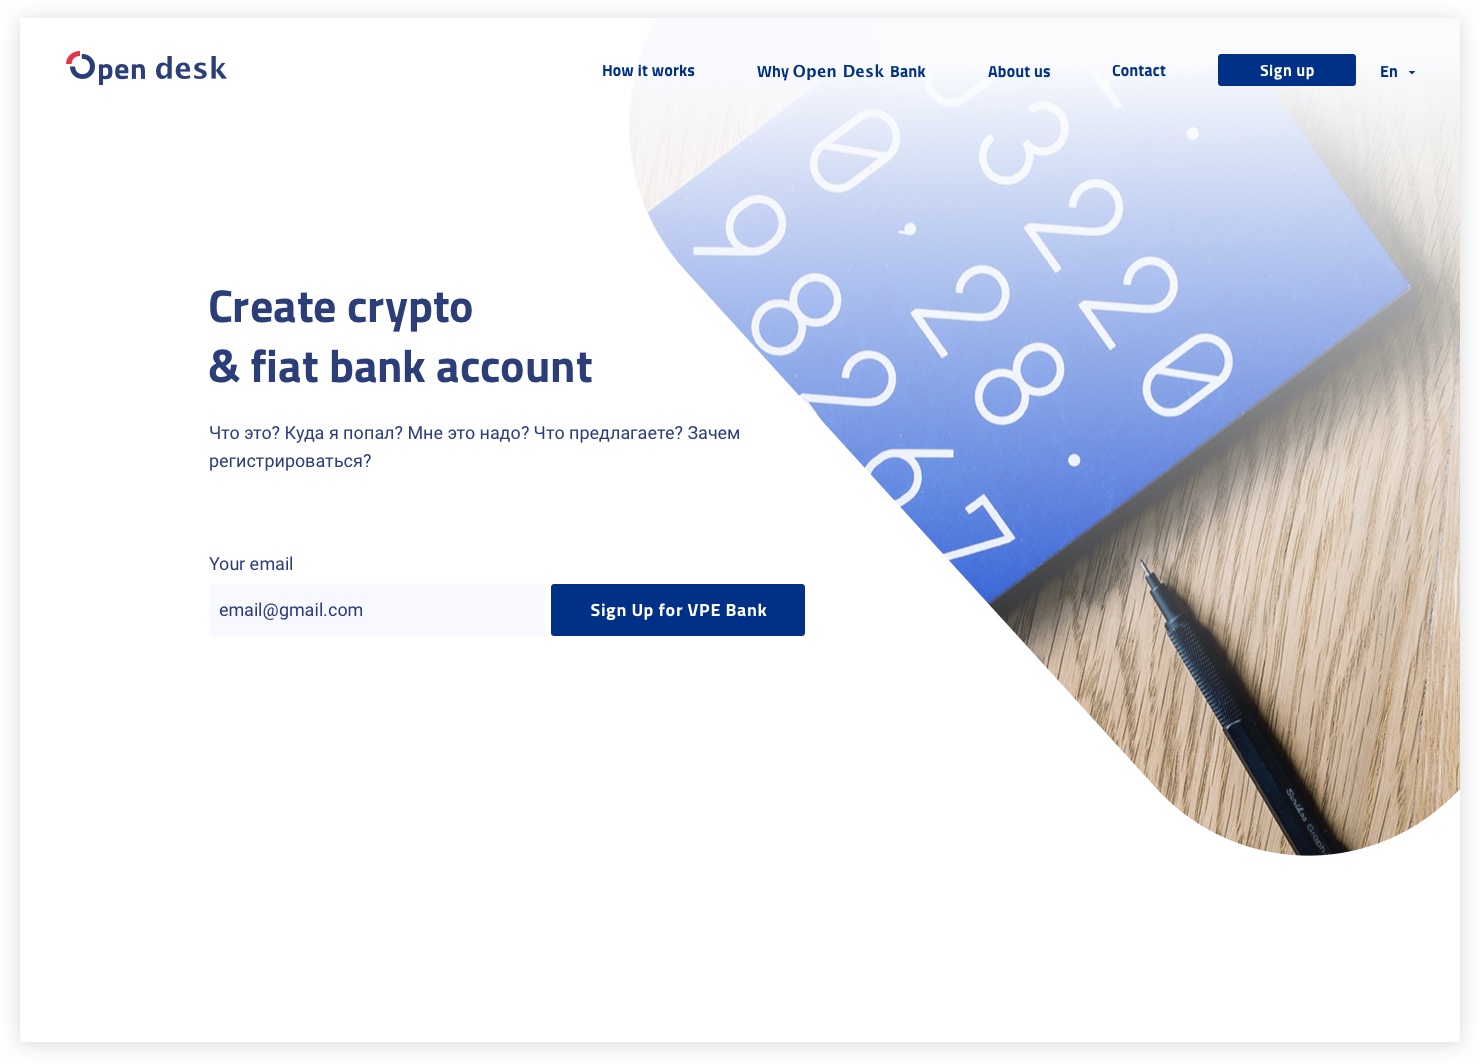 Open desk
How it works
Why Open Desk Bank
About us
Contact
Sign up
En
Create crypto
& fiat bank account
Что это? Куда я попал? Мне это надо? Что предлагаете? Зачем
регистрироваться?
Your email
email@gmail.com
Sign Up for VPE Bank